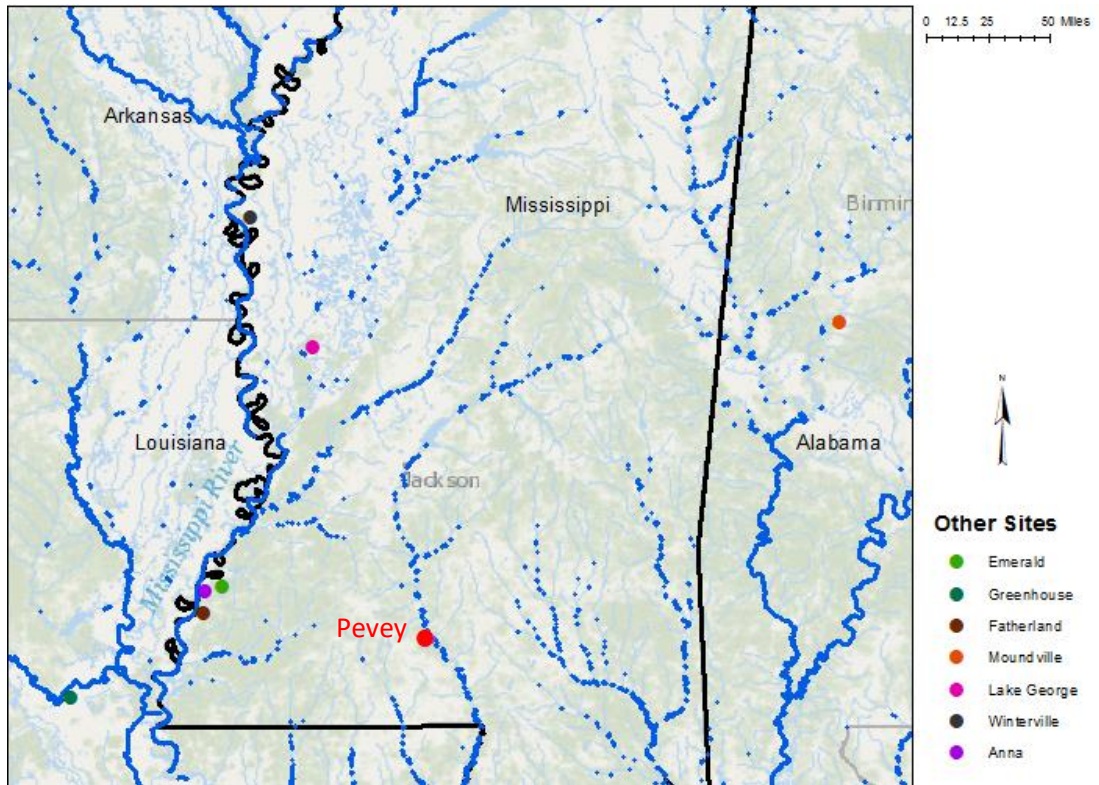 0 12.5 25 50 Miles
Arkansas
Mississippi
Birmin
N
Louisiana
Mississippi River
Jackson
Alabama
Pevey
Other Sites
Emerald
Greenhouse
Fatherland
Moundville
Lake George
Winterville
Anna